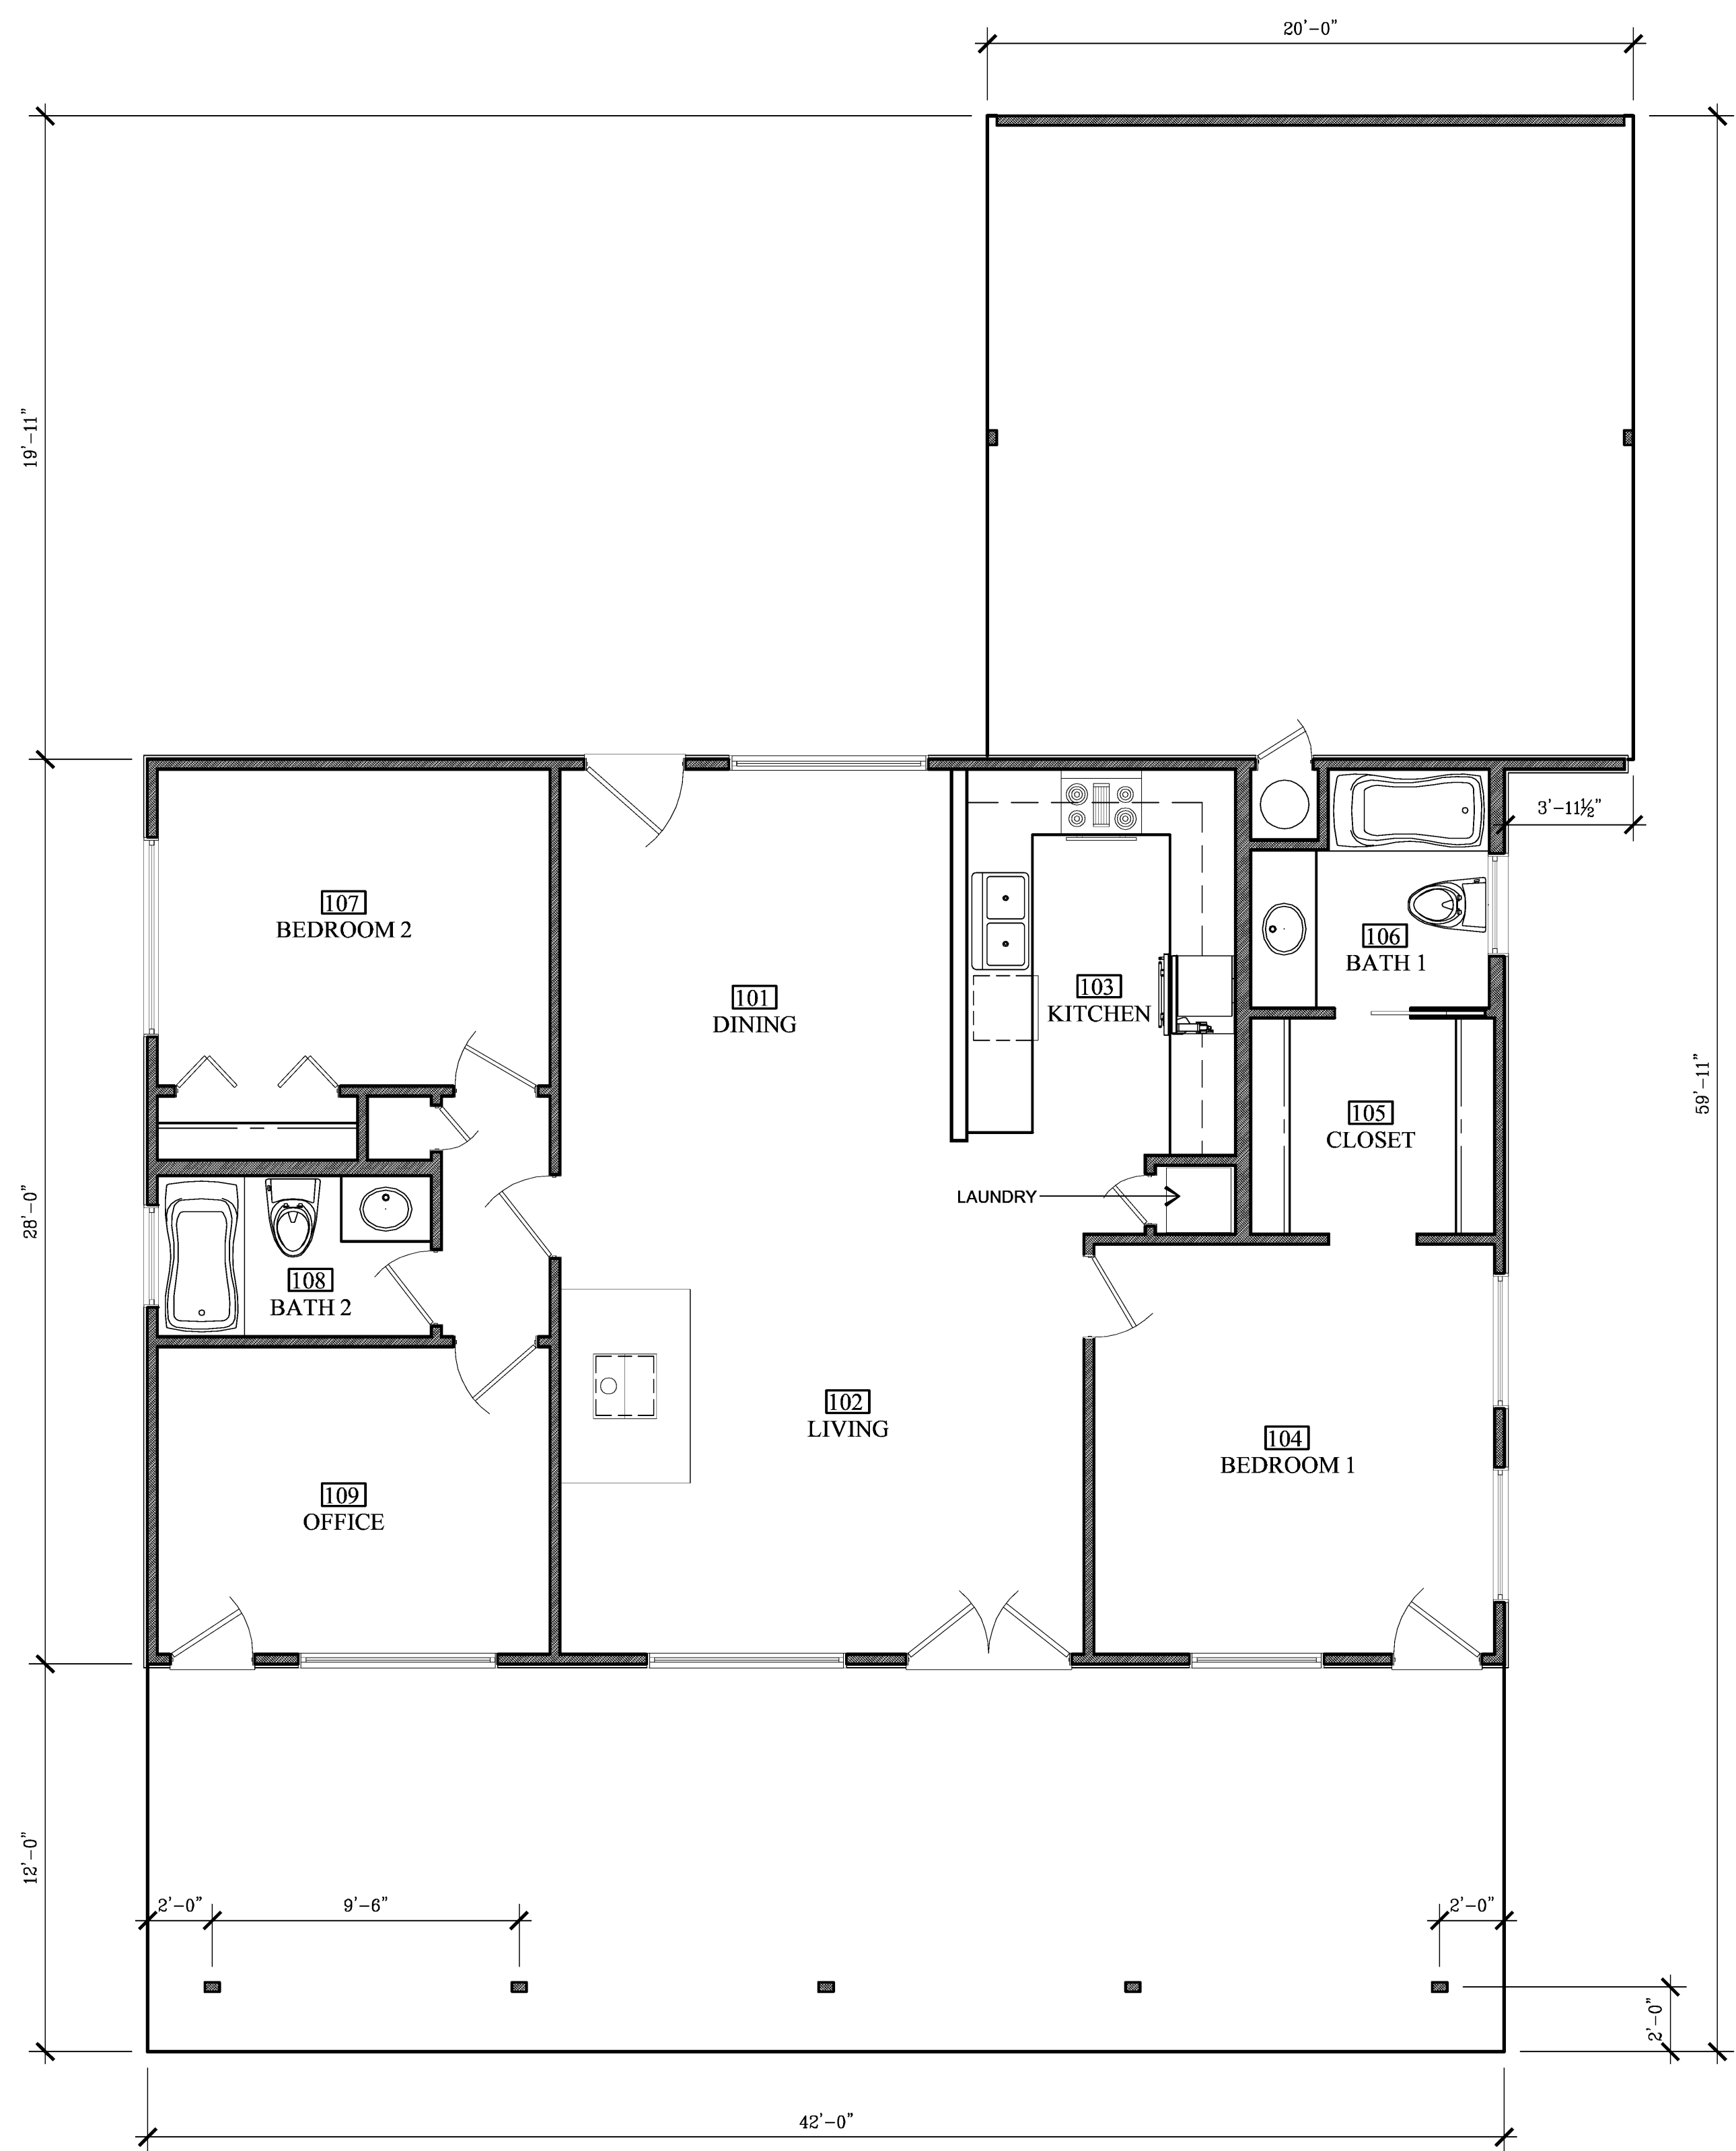 20'-0"
19'-11"
3'-11½"
107
BEDROOM 2
106
BATH 1
101
DINING
103
KITCHEN
59'-11"
105
CLOSET
LAUNDRY
28'-0"
108
BATH 2
102
LIVING
104
BEDROOM 1
109
OFFICE
12'-0"
2'-0"
9'-6"
2'-0"
2'-0"
42'-0"